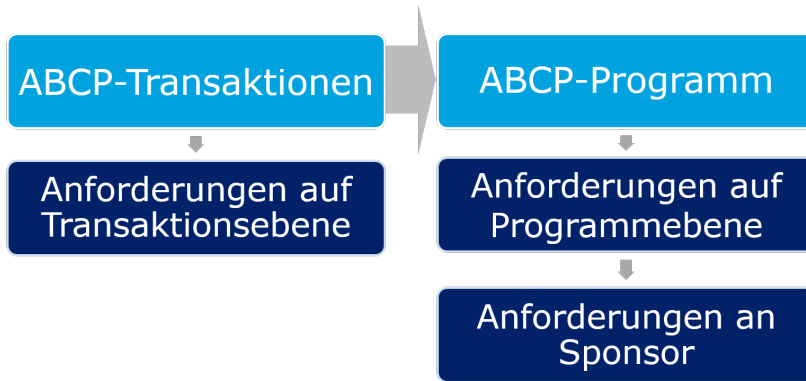 ABCP-Transaktionen
Anforderungen auf
Transaktionsebene
ABCP-Programm
Anforderungen auf
Programmebene
Anforderungen an
Sponsor